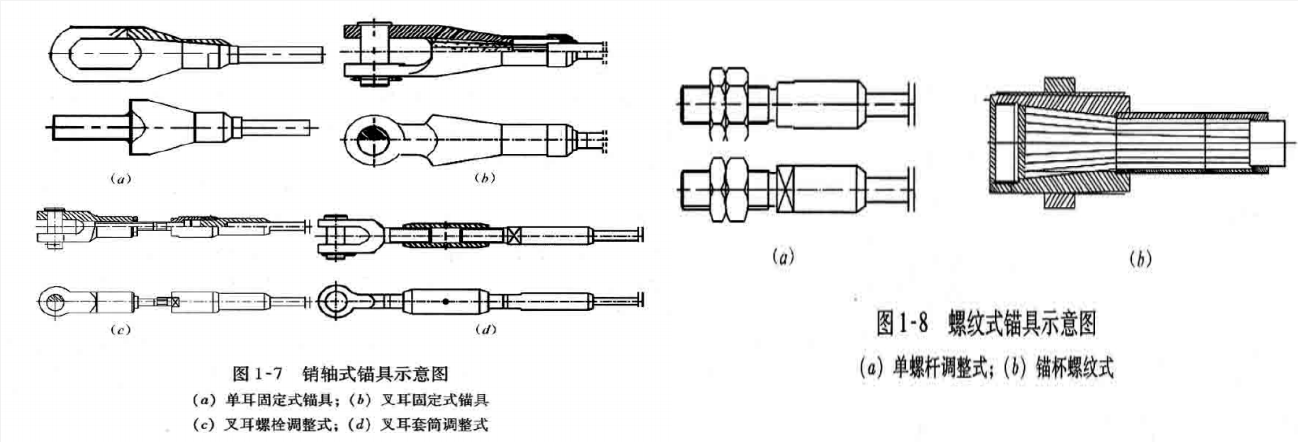 (a)
(b)
(c)
(d)
图 1-7 销轴式锚具示意图
(a) 单耳固定式锚具；(b) 叉耳固定式锚具
(c) 叉耳螺栓调整式；(d) 叉耳套筒调整式
(a)
(b)
图 1-8 螺纹式锚具示意图
(a) 单螺杆调整式；(b) 锚杯螺纹式